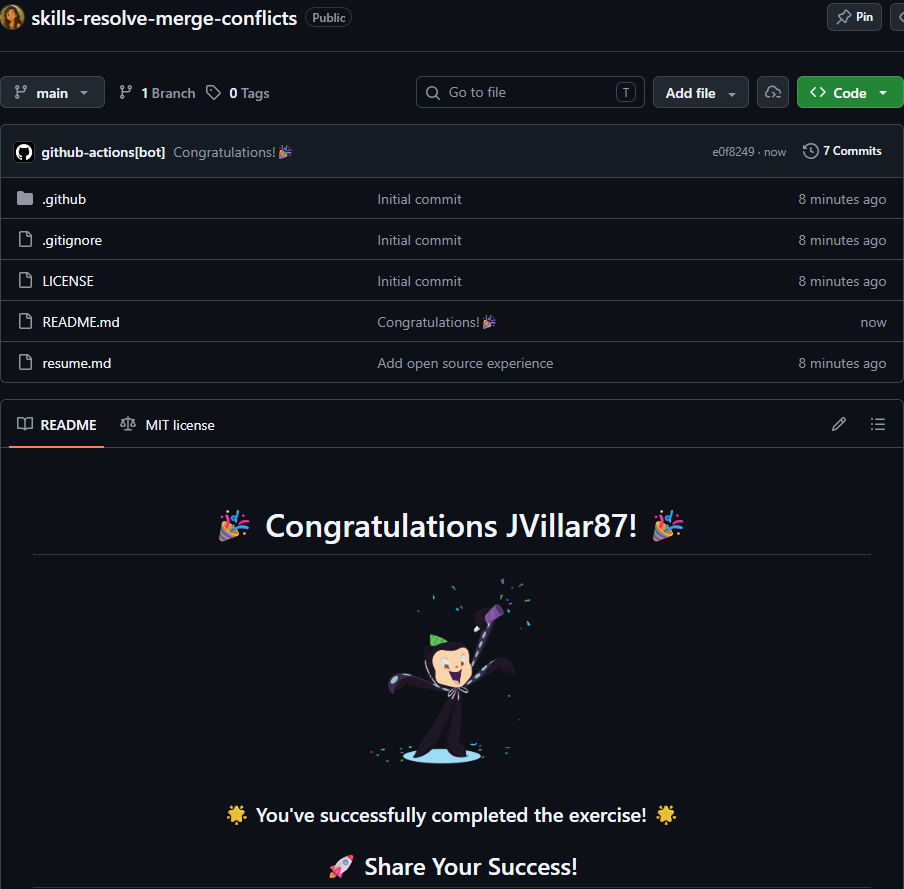 skills-resolve-merge-conflicts Public Pin
main 1 Branch 0 Tags Go to file T Add file Code
github-actions[bot] Congratulations!🎉 e0f8249 · now 7 Commits
.github Initial commit 8 minutes ago
.gitignore Initial commit 8 minutes ago
LICENSE Initial commit 8 minutes ago
README.md Congratulations!🎉 now
resume.md Add open source experience 8 minutes ago
README MIT license
🎉 Congratulations JVillar87! 🎉
🌟 You've successfully completed the exercise! 🌟
🚀 Share Your Success!